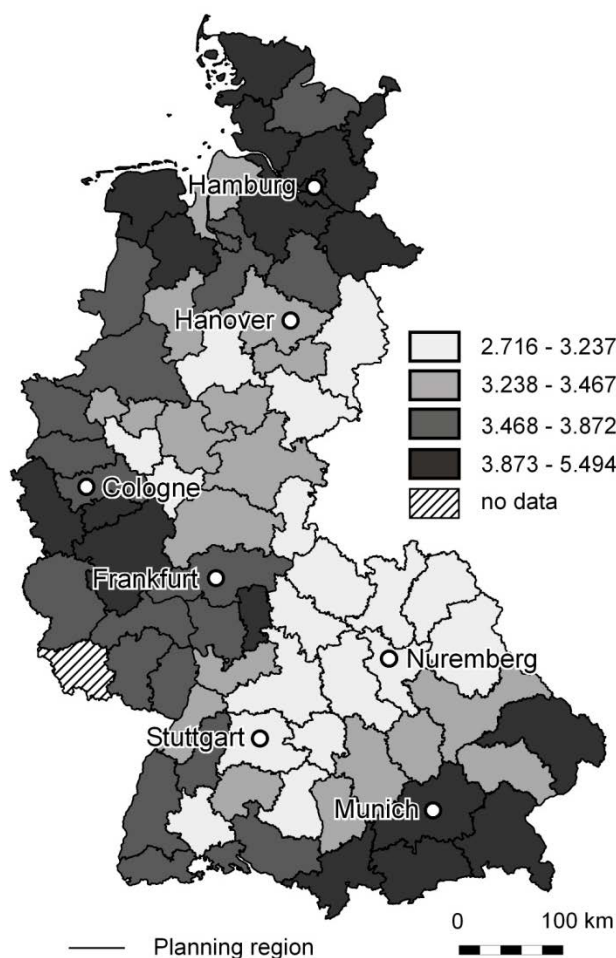 Hamburg
Hanover
2.716 - 3.237
3.238 - 3.467
3.468 - 3.872
3.873 - 5.494
no data
Cologne
Frankfurt
Nuremberg
Stuttgart
Munich
0 100 km
Planning region